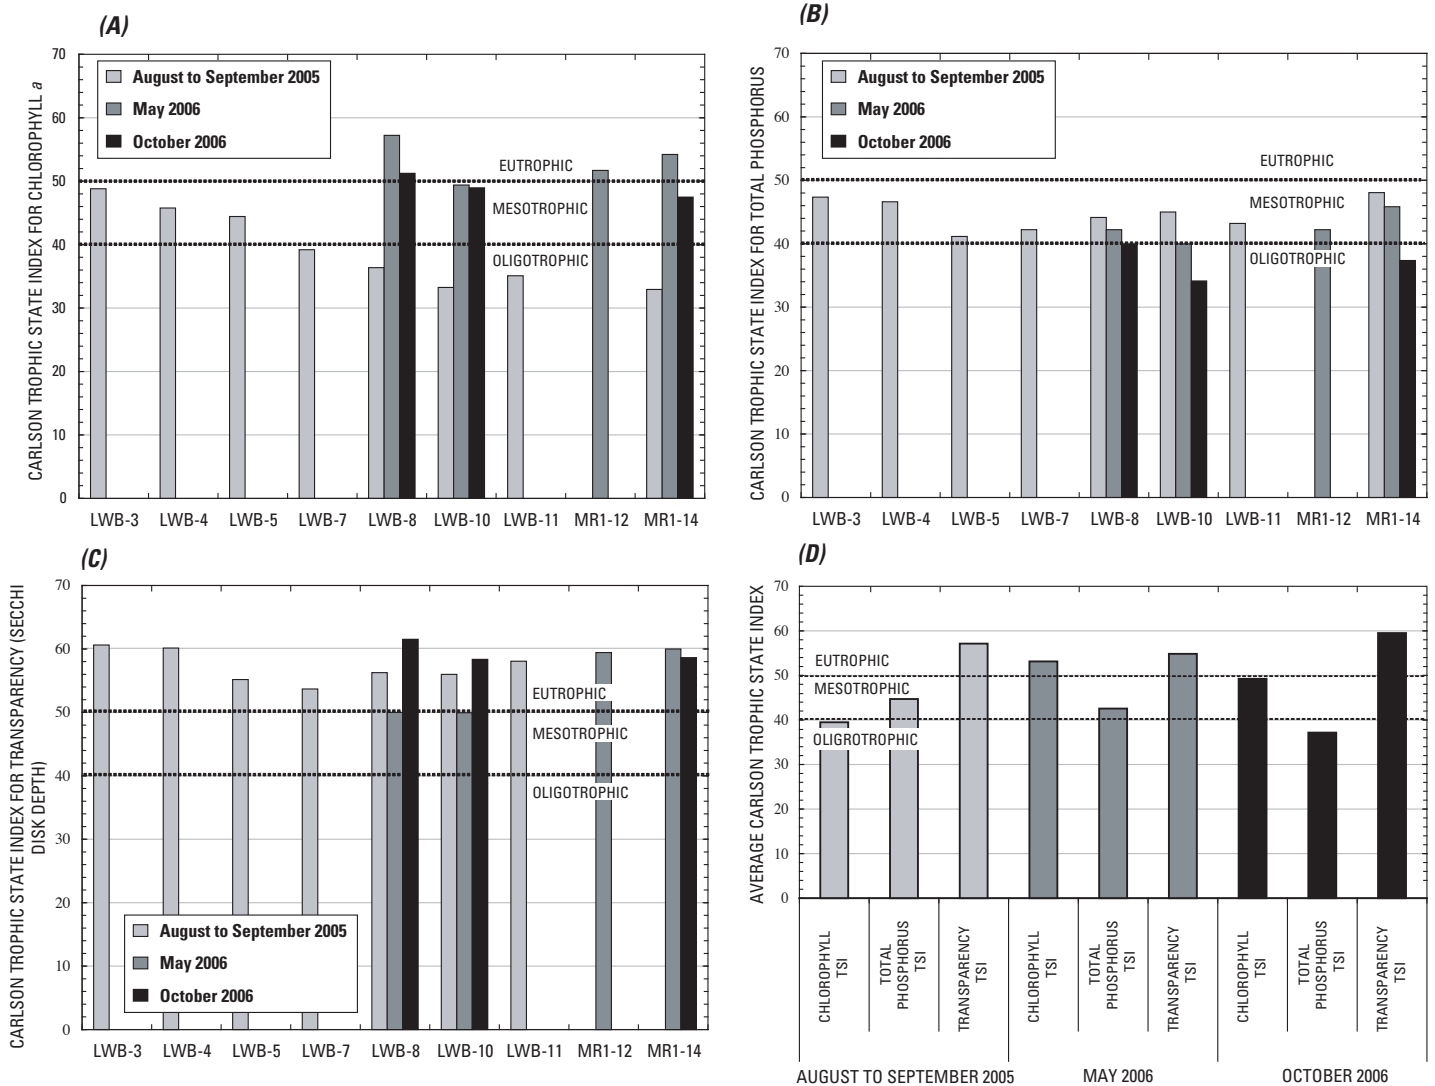 (A)
CARLSON TROPHIC STATE INDEX FOR CHLOROPHYLL a
70
60
50
40
30
20
10
0
August to September 2005
May 2006
October 2006
EUTROPHIC
MESOTROPHIC
OLIGOTROPHIC
LWB-3 LWB-4 LWB-5 LWB-7 LWB-8 LWB-10 LWB-11 MR1-12 MR1-14
(B)
CARLSON TROPHIC STATE INDEX FOR TOTAL PHOSPHORUS
70
60
50
40
30
20
10
0
August to September 2005
May 2006
October 2006
EUTROPHIC
MESOTROPHIC
OLIGOTROPHIC
LWB-3 LWB-4 LWB-5 LWB-7 LWB-8 LWB-10 LWB-11 MR1-12 MR1-14
(C)
CARLSON TROPHIC STATE INDEX FOR TRANSPARENCY (SECCHI
DISK DEPTH)
70
60
50
40
30
20
10
0
EUTROPHIC
MESOTROPHIC
OLIGOTROPHIC
August to September 2005
May 2006
October 2006
LWB-3 LWB-4 LWB-5 LWB-7 LWB-8 LWB-10 LWB-11 MR1-12 MR1-14
(D)
AVERAGE CARLSON TROPHIC STATE INDEX
70
60
50
40
30
20
10
0
EUTROPHIC
MESOTROPHIC
OLIGROTROPHIC
CHLOROPHYLL
TSI
TOTAL
PHOSPHORUS
TSI
TRANSPARENCY
TSI
CHLOROPHYLL
TSI
TOTAL
PHOSPHORUS
TSI
TRANSPARENCY
TSI
CHLOROPHYLL
TSI
TOTAL
PHOSPHORUS
TSI
TRANSPARENCY
TSI
AUGUST TO SEPTEMBER 2005 MAY 2006 OCTOBER 2006